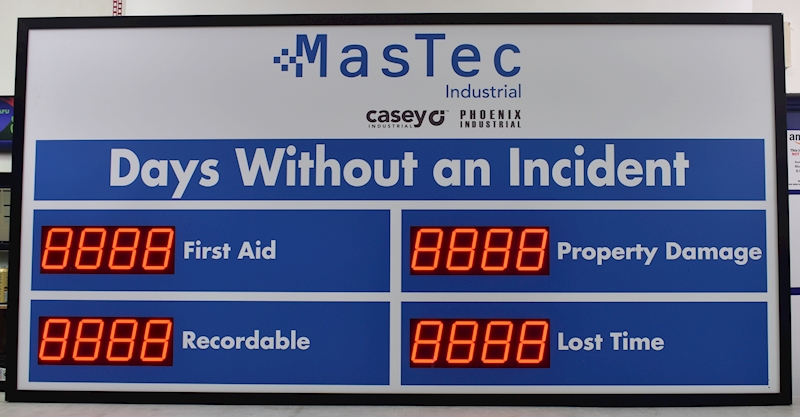 MasTec
Industrial
casey
INDUSTRIAL
PHOENIX
INDUSTRIAL
Days Without an Incident
8888 First Aid
8888 Property Damage
8888 Recordable
8888 Lost Time